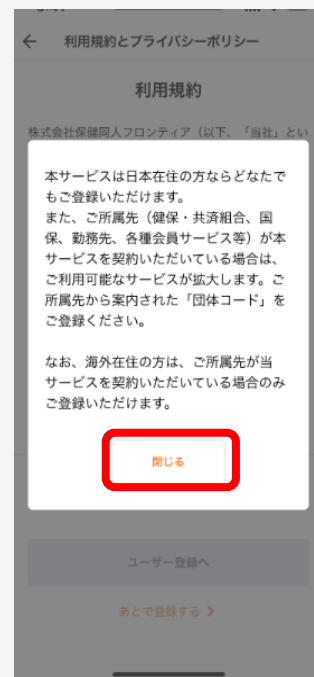 利用規約とプライバシーポリシー
利用規約
株式会社保健同人フロンティア（以下、「当社」とい
本サービスは日本在住の方ならどなたで
もご登録いただけます。
また、ご所属先（健保・共済組合、国
保、勤務先、各種会員サービス等）が本
サービスを契約いただいている場合は、
ご利用可能なサービスが拡大します。ご
所属先から案内された「団体コード」を
ご登録ください。
なお、海外在住の方は、ご所属先が当
サービスを契約いただいている場合のみ
ご登録いただけます。
閉じる
ユーザー登録へ
あとで登録する